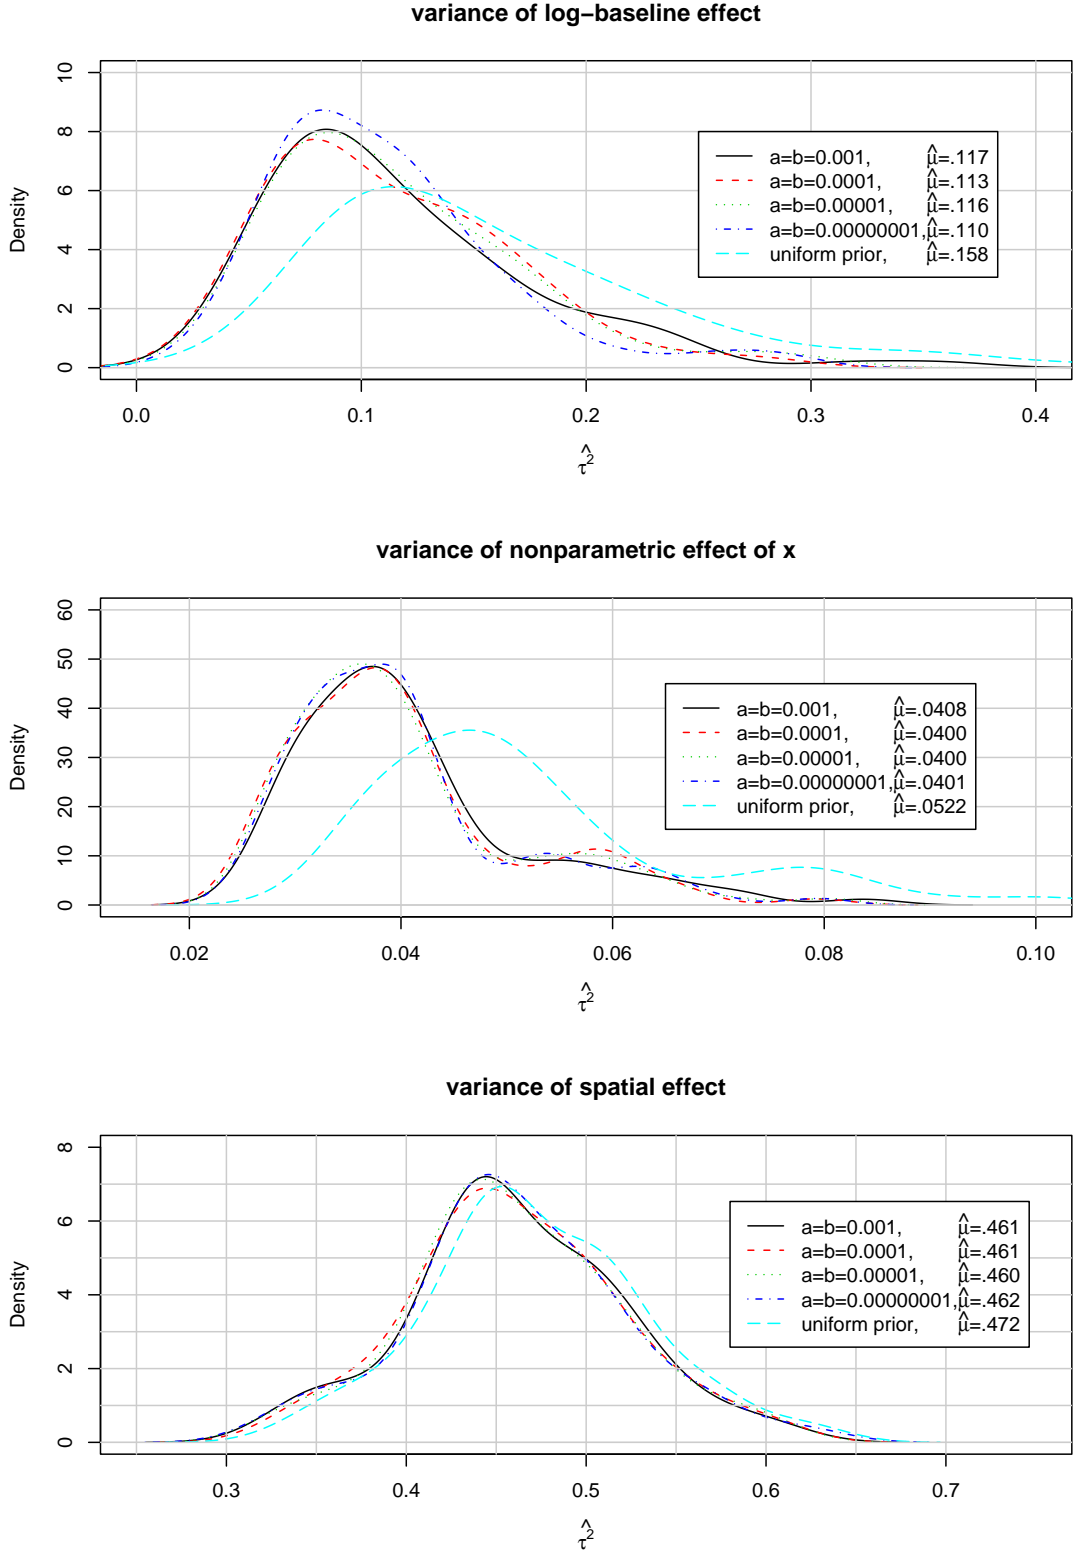 variance of log−baseline effect
10
8
6
4
2
0
Density
a=b=0.001, μ̂=.117
a=b=0.0001, μ̂=.113
a=b=0.00001, μ̂=.116
a=b=0.00000001, μ̂=.110
uniform prior, μ̂=.158
0.0 0.1 0.2 0.3 0.4
τ̂²
variance of nonparametric effect of x
60
50
40
30
20
10
0
Density
a=b=0.001, μ̂=.0408
a=b=0.0001, μ̂=.0400
a=b=0.00001, μ̂=.0400
a=b=0.00000001, μ̂=.0401
uniform prior, μ̂=.0522
0.02 0.04 0.06 0.08 0.10
τ̂²
variance of spatial effect
8
6
4
2
0
Density
a=b=0.001, μ̂=.461
a=b=0.0001, μ̂=.461
a=b=0.00001, μ̂=.460
a=b=0.00000001, μ̂=.462
uniform prior, μ̂=.472
0.3 0.4 0.5 0.6 0.7
τ̂²